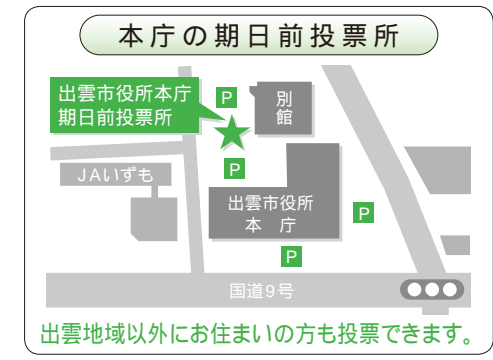 本庁の期日前投票所
出雲市役所本庁
期日前投票所
P
別
館
P
JAいずも
出雲市役所
本 庁
P
P
国道9号
出雲地域以外にお住まいの方も投票できます。